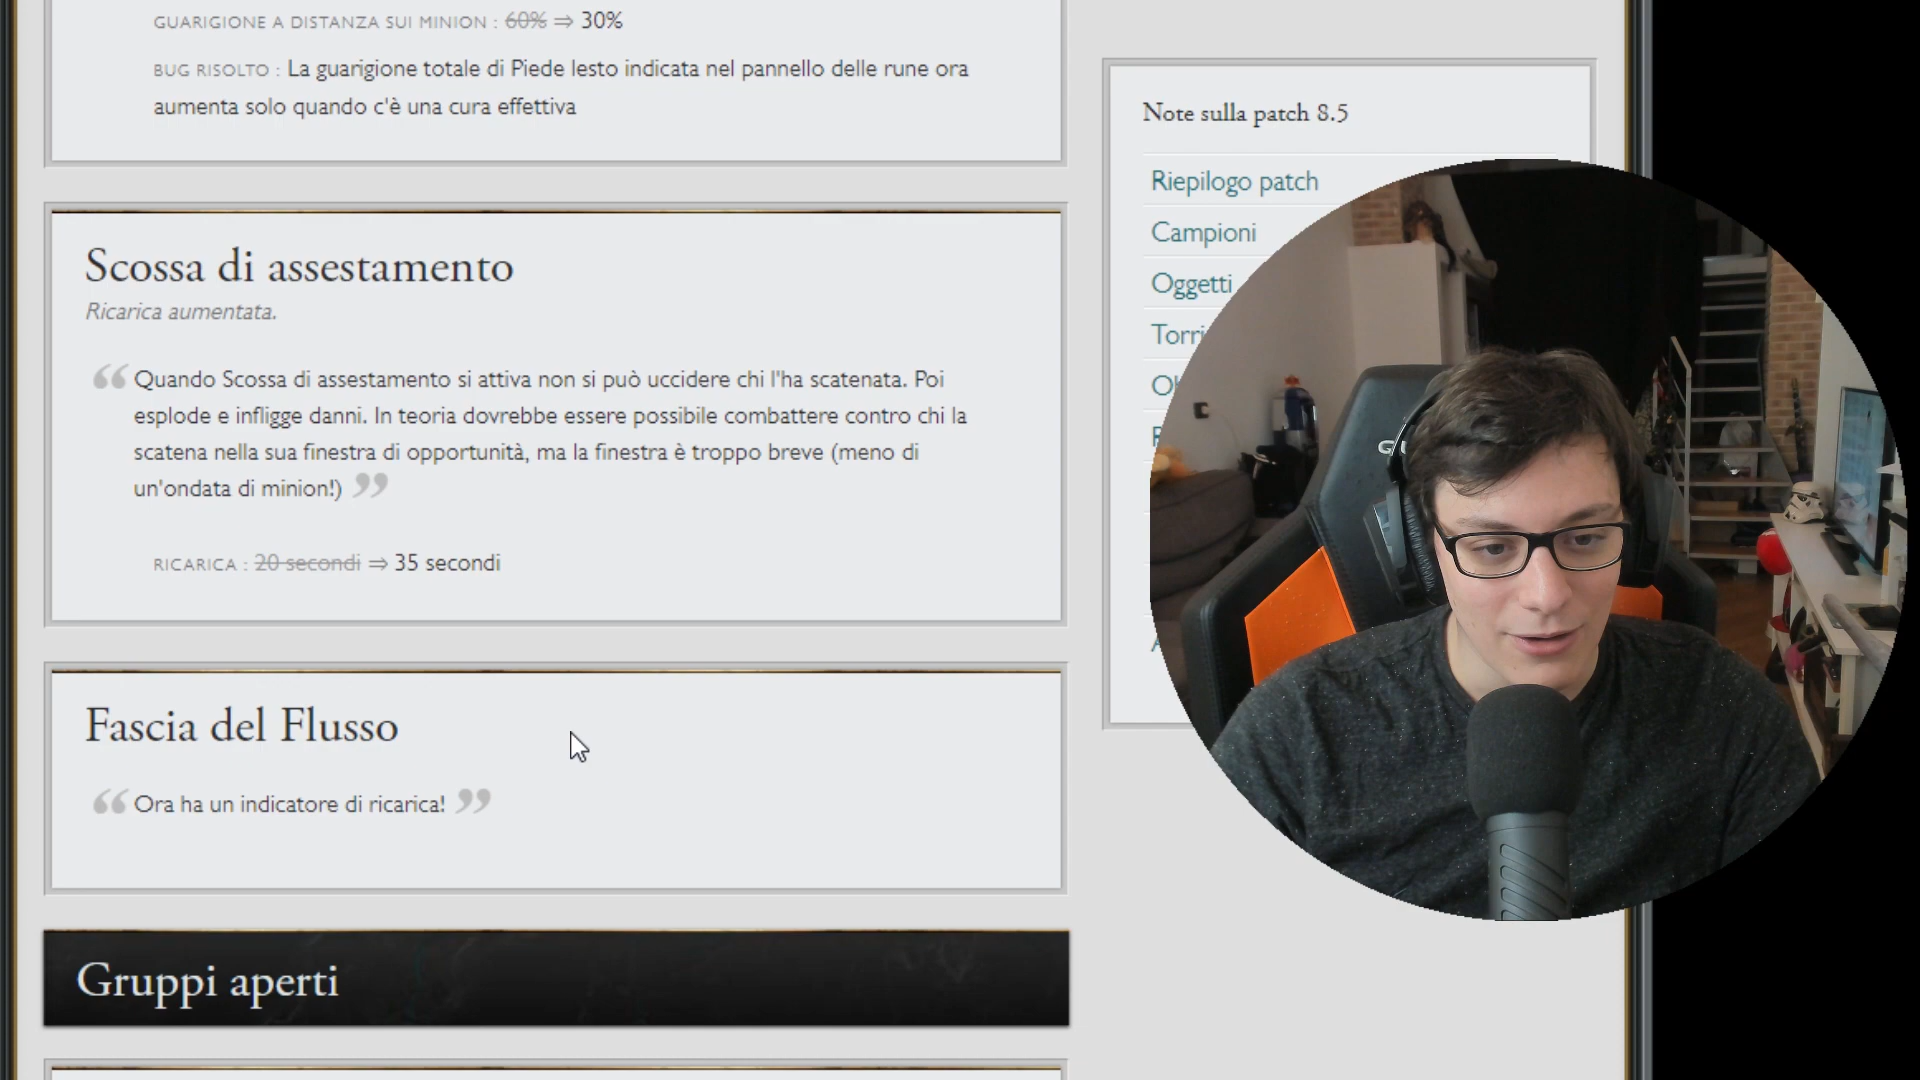 GUARIGIONE A DISTANZA SUI MINION : 60% ⇒ 30%
BUG RISOLTO : La guarigione totale di Piede lesto indicata nel pannello delle rune ora
aumenta solo quando c'è una cura effettiva
Scossa di assestamento
Ricarica aumentata.
“ Quando Scossa di assestamento si attiva non si può uccidere chi l'ha scatenata. Poi
esplode e infligge danni. In teoria dovrebbe essere possibile combattere contro chi la
scatena nella sua finestra di opportunità, ma la finestra è troppo breve (meno di
un'ondata di minion!) ”
RICARICA : 20 secondi ⇒ 35 secondi
Fascia del Flusso
“ Ora ha un indicatore di ricarica! ”
Gruppi aperti
Note sulla patch 8.5
Riepilogo patch
Campioni
Oggetti